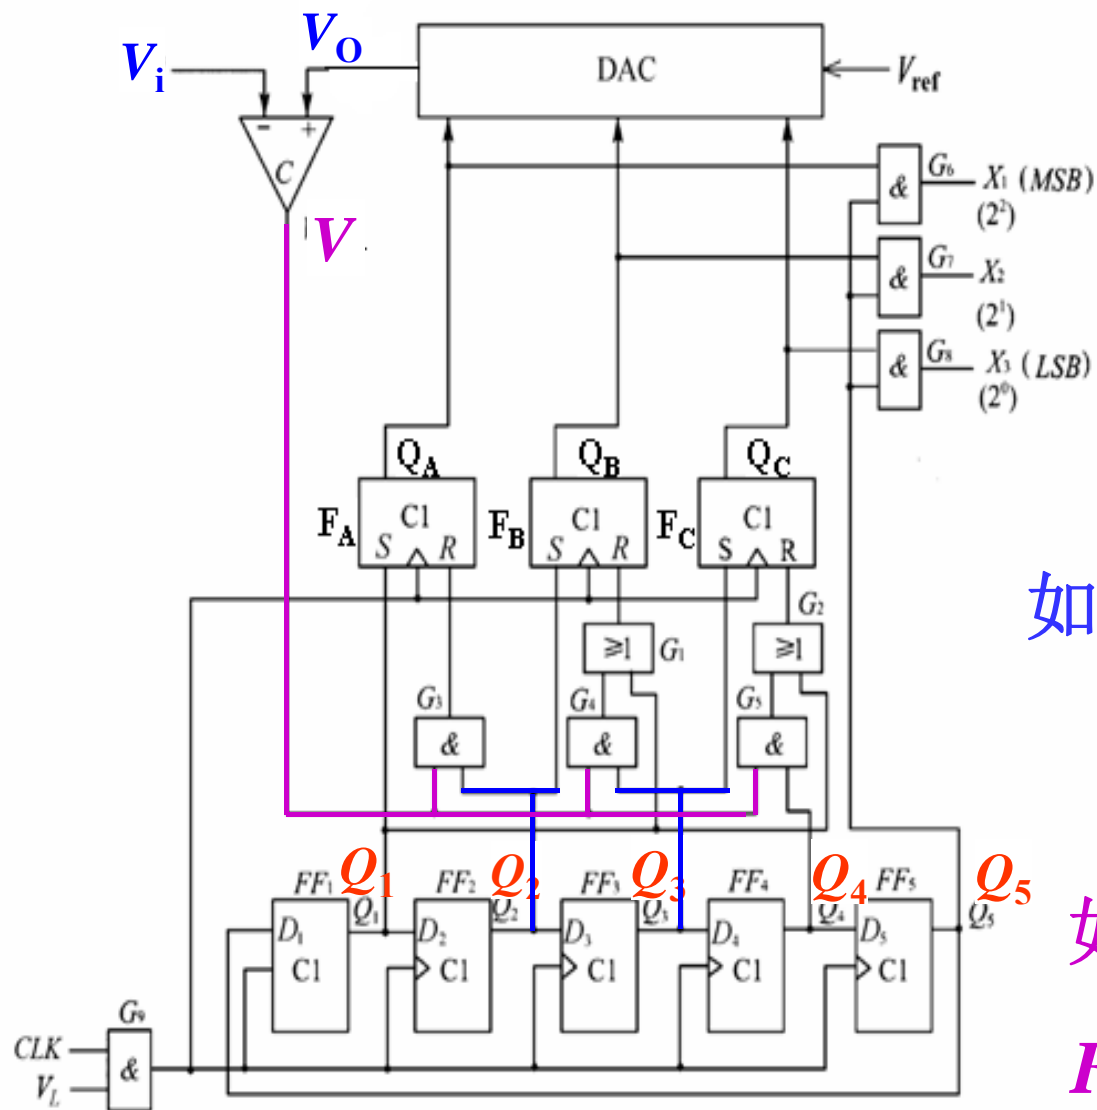 Vi
VO
DAC
Vref
- +
C
V
& G6 X1 (MSB)
(2²)
& G7 X2
(2¹)
& G8 X3 (LSB)
(2⁰)
QA QB QC
FA C1 S R
FB C1 S R
FC C1 S R
如
≥1 G1
≥1 G2
G3 &
G4 &
G5 &
Q1 Q2 Q3 Q4 Q5
FF1 FF2 FF3 FF4 FF5
Q1 Q2 Q3 Q4 Q5
D1 D2 D3 D4 D5
C1 C1 C1 C1 C1
G9
CLK
&
VL